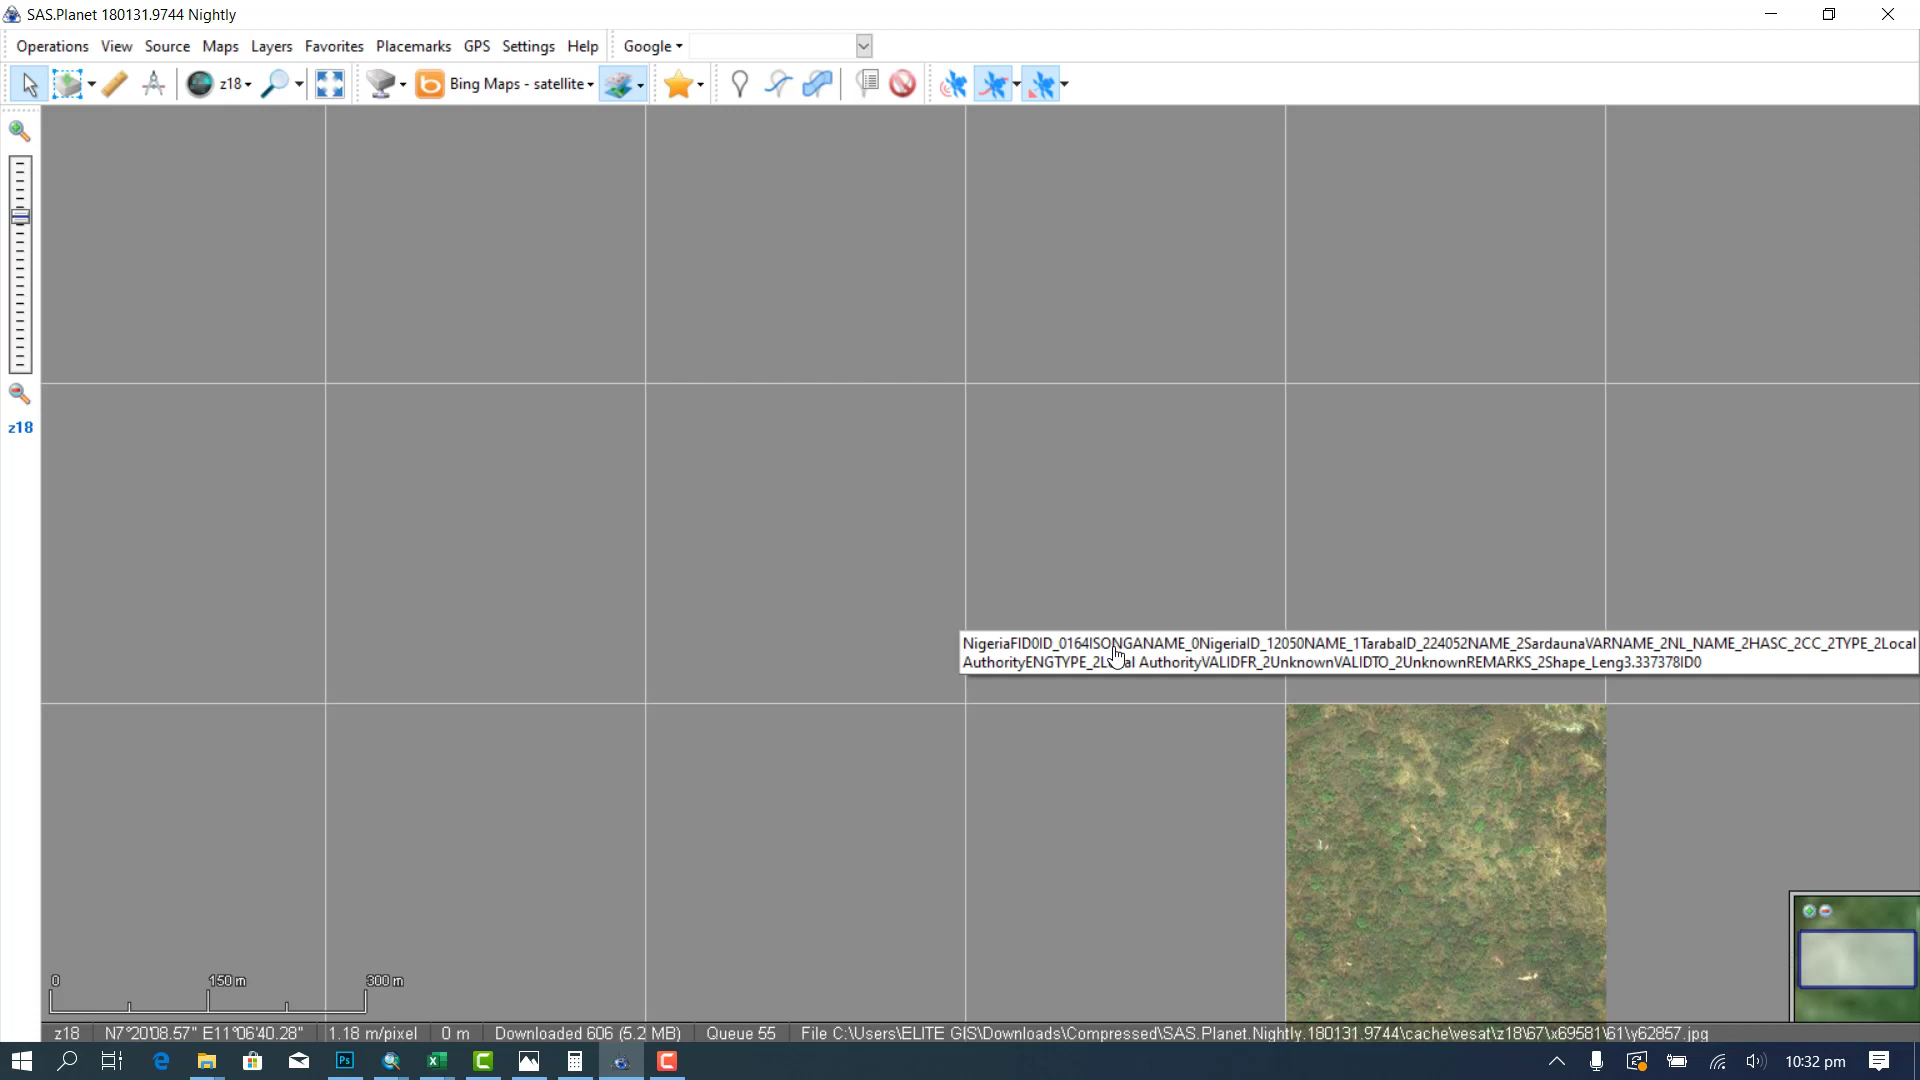 SAS.Planet 180131.9744 Nightly
Operations View Source Maps Layers Favorites Placemarks GPS Settings Help Google
z18 Bing Maps - satellite
z18
NigeriaFID0ID_0164ISONGANAME_0NigeriaID_12050NAME_1TarabaID_224052NAME_2SardaunaVARNAME_2NL_NAME_2HASC_2CC_2TYPE_2Local
AuthorityENGTYPE_2Local AuthorityVALIDFR_2UnknownVALIDTO_2UnknownREMARKS_2Shape_Leng3.337378ID0
0 150 m 300 m
z18 N7°20'08.57" E11°06'40.28" 1.18 m/pixel 0 m Downloaded 606 (5.2 MB) Queue 55 File C:\Users\ELITE GIS\Downloads\Compressed\SAS.Planet.Nightly.180131.9744\cache\vesat\z18\67\x69581\61\y62857.jpg
Ps
10:32 pm